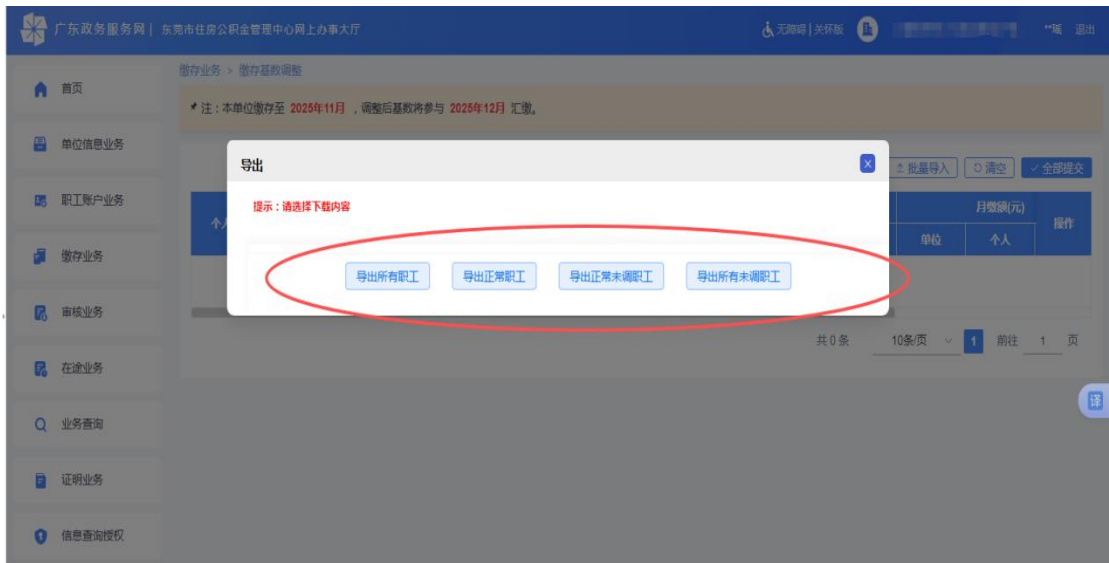 广东政务服务网 | 东莞市住房公积金管理中心网上办事大厅
无障碍 | 关怀版
**瑶 退出
首页
单位信息业务
职工账户业务
缴存业务
审核业务
在途业务
业务查询
证明业务
信息查询授权
缴存业务 > 缴存基数调整
注：本单位缴存至 2025年11月 ，调整后基数将参与 2025年12月 汇缴。
批量导入 清空 全部提交
导出 X
提示：请选择下载内容
导出所有职工 导出正常职工 导出正常未调职工 导出所有未调职工
个人
月缴额(元)
操作
单位 个人
共 0 条 10条/页 1 前往 1 页
译